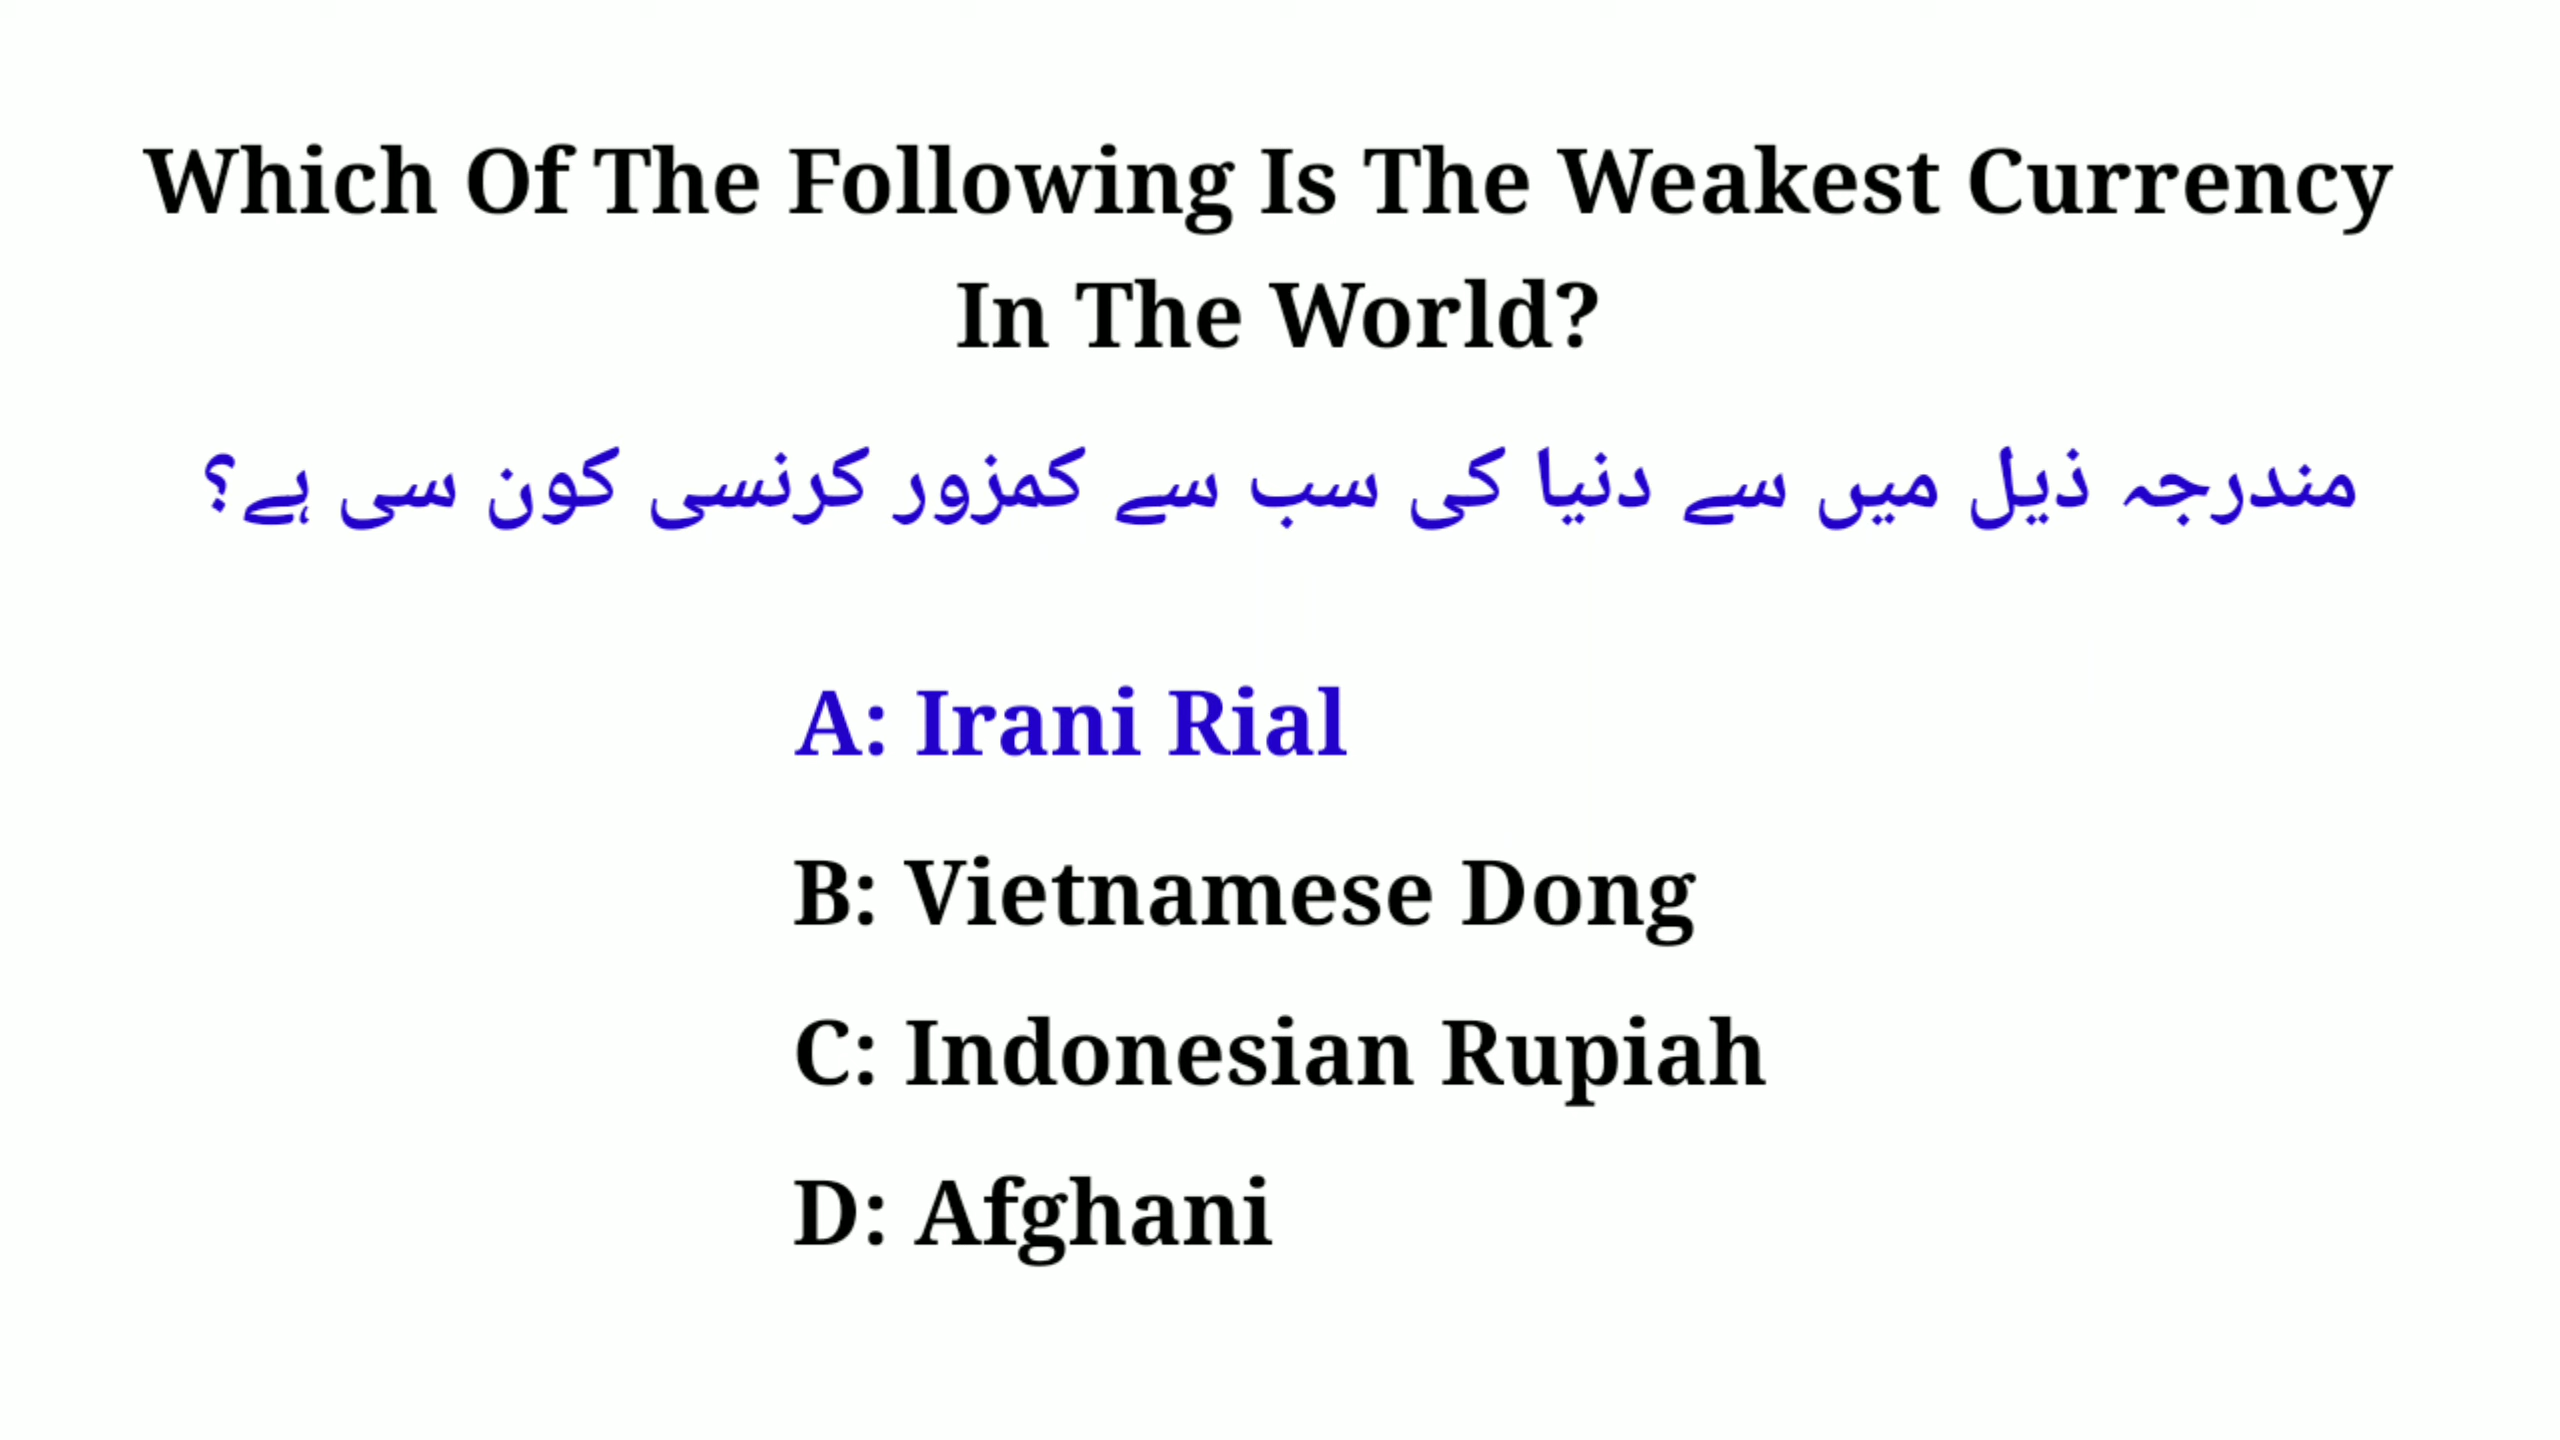 Which Of The Following Is The Weakest Currency
In The World?
مندرجہ ذیل میں سے دنیا کی سب سے کمزور کرنسی کون سی ہے؟
A: Irani Rial
B: Vietnamese Dong
C: Indonesian Rupiah
D: Afghani